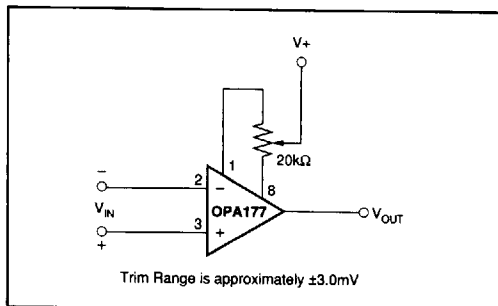 V+
1
20kΩ
− 2 − 8
OPA177
V_IN
V_OUT
+ 3 +
Trim Range is approximately ±3.0mV